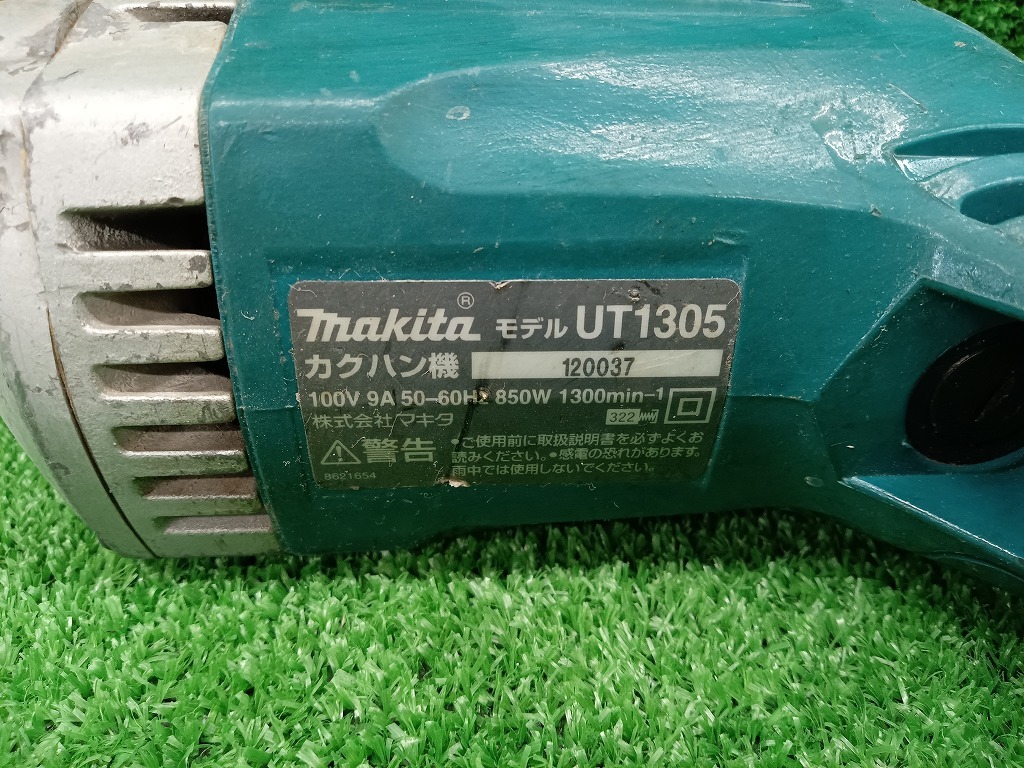 makita® モデル UT1305
カクハン機 120037
100V 9A 50-60Hz 850W 1300min-1
株式会社マキタ 322
警告 •ご使用前に取扱説明書を必ずよくお
読みください。•感電の恐れがあります。
雨中では使用しないでください。
8621654